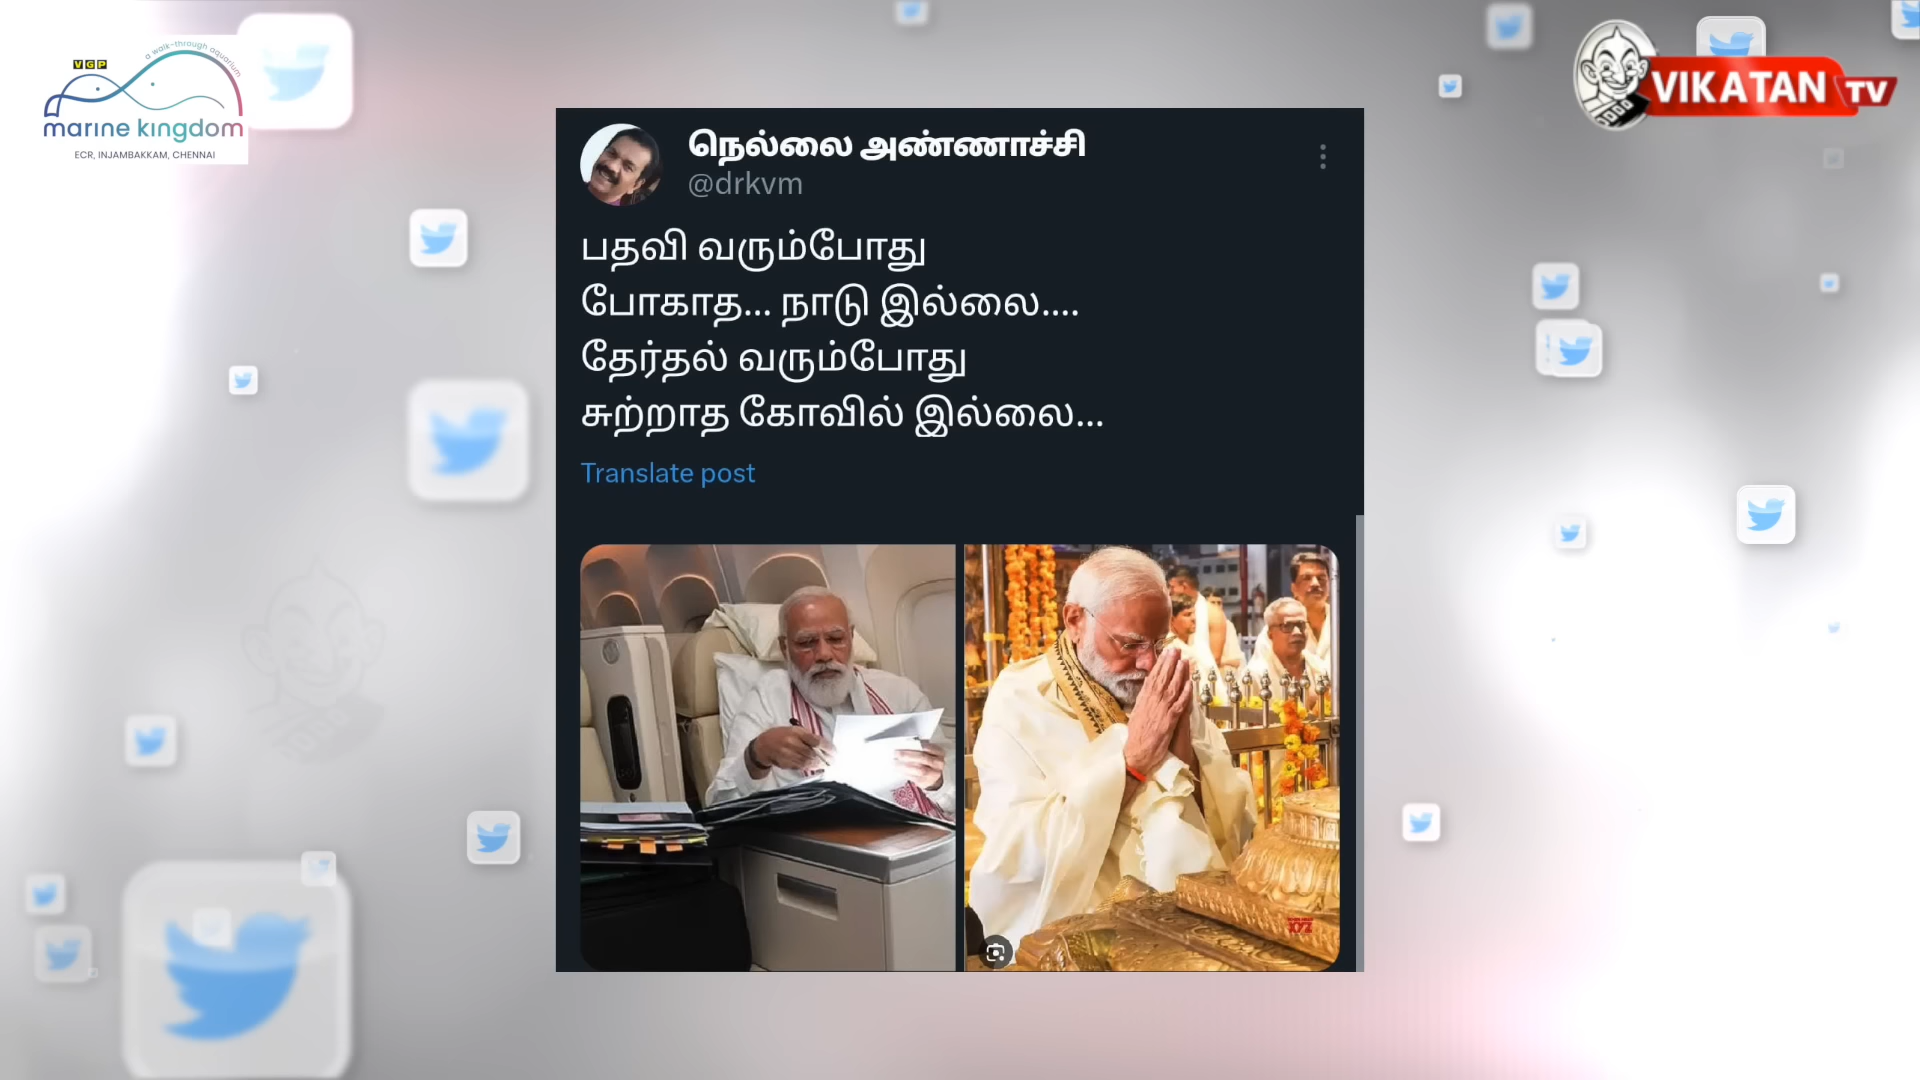 VGP
a walk-through aquarium
marine kingdom
ECR, INJAMBAKKAM, CHENNAI
VIKATAN TV
நெல்லை அண்ணாச்சி
@drkvm
பதவி வரும்போது
போகாத... நாடு இல்லை....
தேர்தல் வரும்போது
சுற்றாத கோவில் இல்லை...
Translate post
XYZ